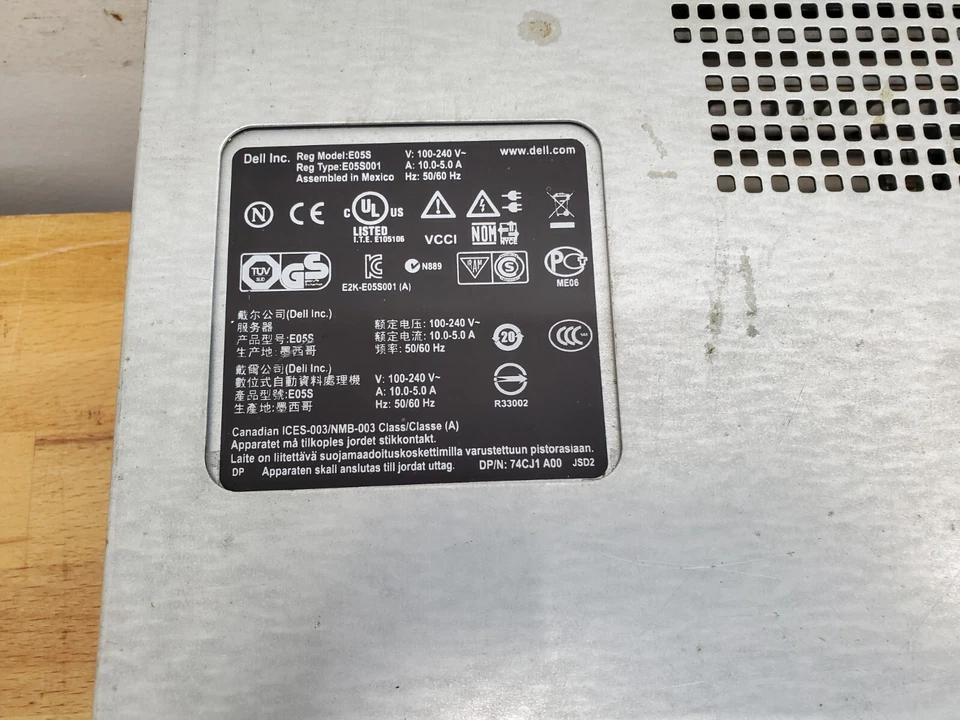 Dell Inc. Reg Model:E05S V: 100-240 V~ www.dell.com
Reg Type:E05S001 A: 10.0-5.0 A
Assembled in Mexico Hz: 50/60 Hz
N CE c UL US
LISTED
I.T.E. E105106
VCCI NOM NYCE
TÜV SÜD GS N889 S PC
E2K-E05S001 (A) ME06
戴尔公司(Dell Inc.)
服务器
产品型号:E05S
生产地:墨西哥
额定电压: 100-240 V~
额定电流: 10.0-5.0 A
频率: 50/60 Hz
20 CCC
戴爾公司(Dell Inc.)
數位式自動資料處理機
產品型號:E05S
生產地:墨西哥
V: 100-240 V~
A: 10.0-5.0 A
Hz: 50/60 Hz
R33002
Canadian ICES-003/NMB-003 Class/Classe (A)
Apparatet må tilkoples jordet stikkontakt.
Laite on liitettävä suojamaadoituskoskettimilla varustettuun pistorasiaan.
DP Apparaten skall anslutas till jordat uttag. DP/N: 74CJ1 A00 JSD2